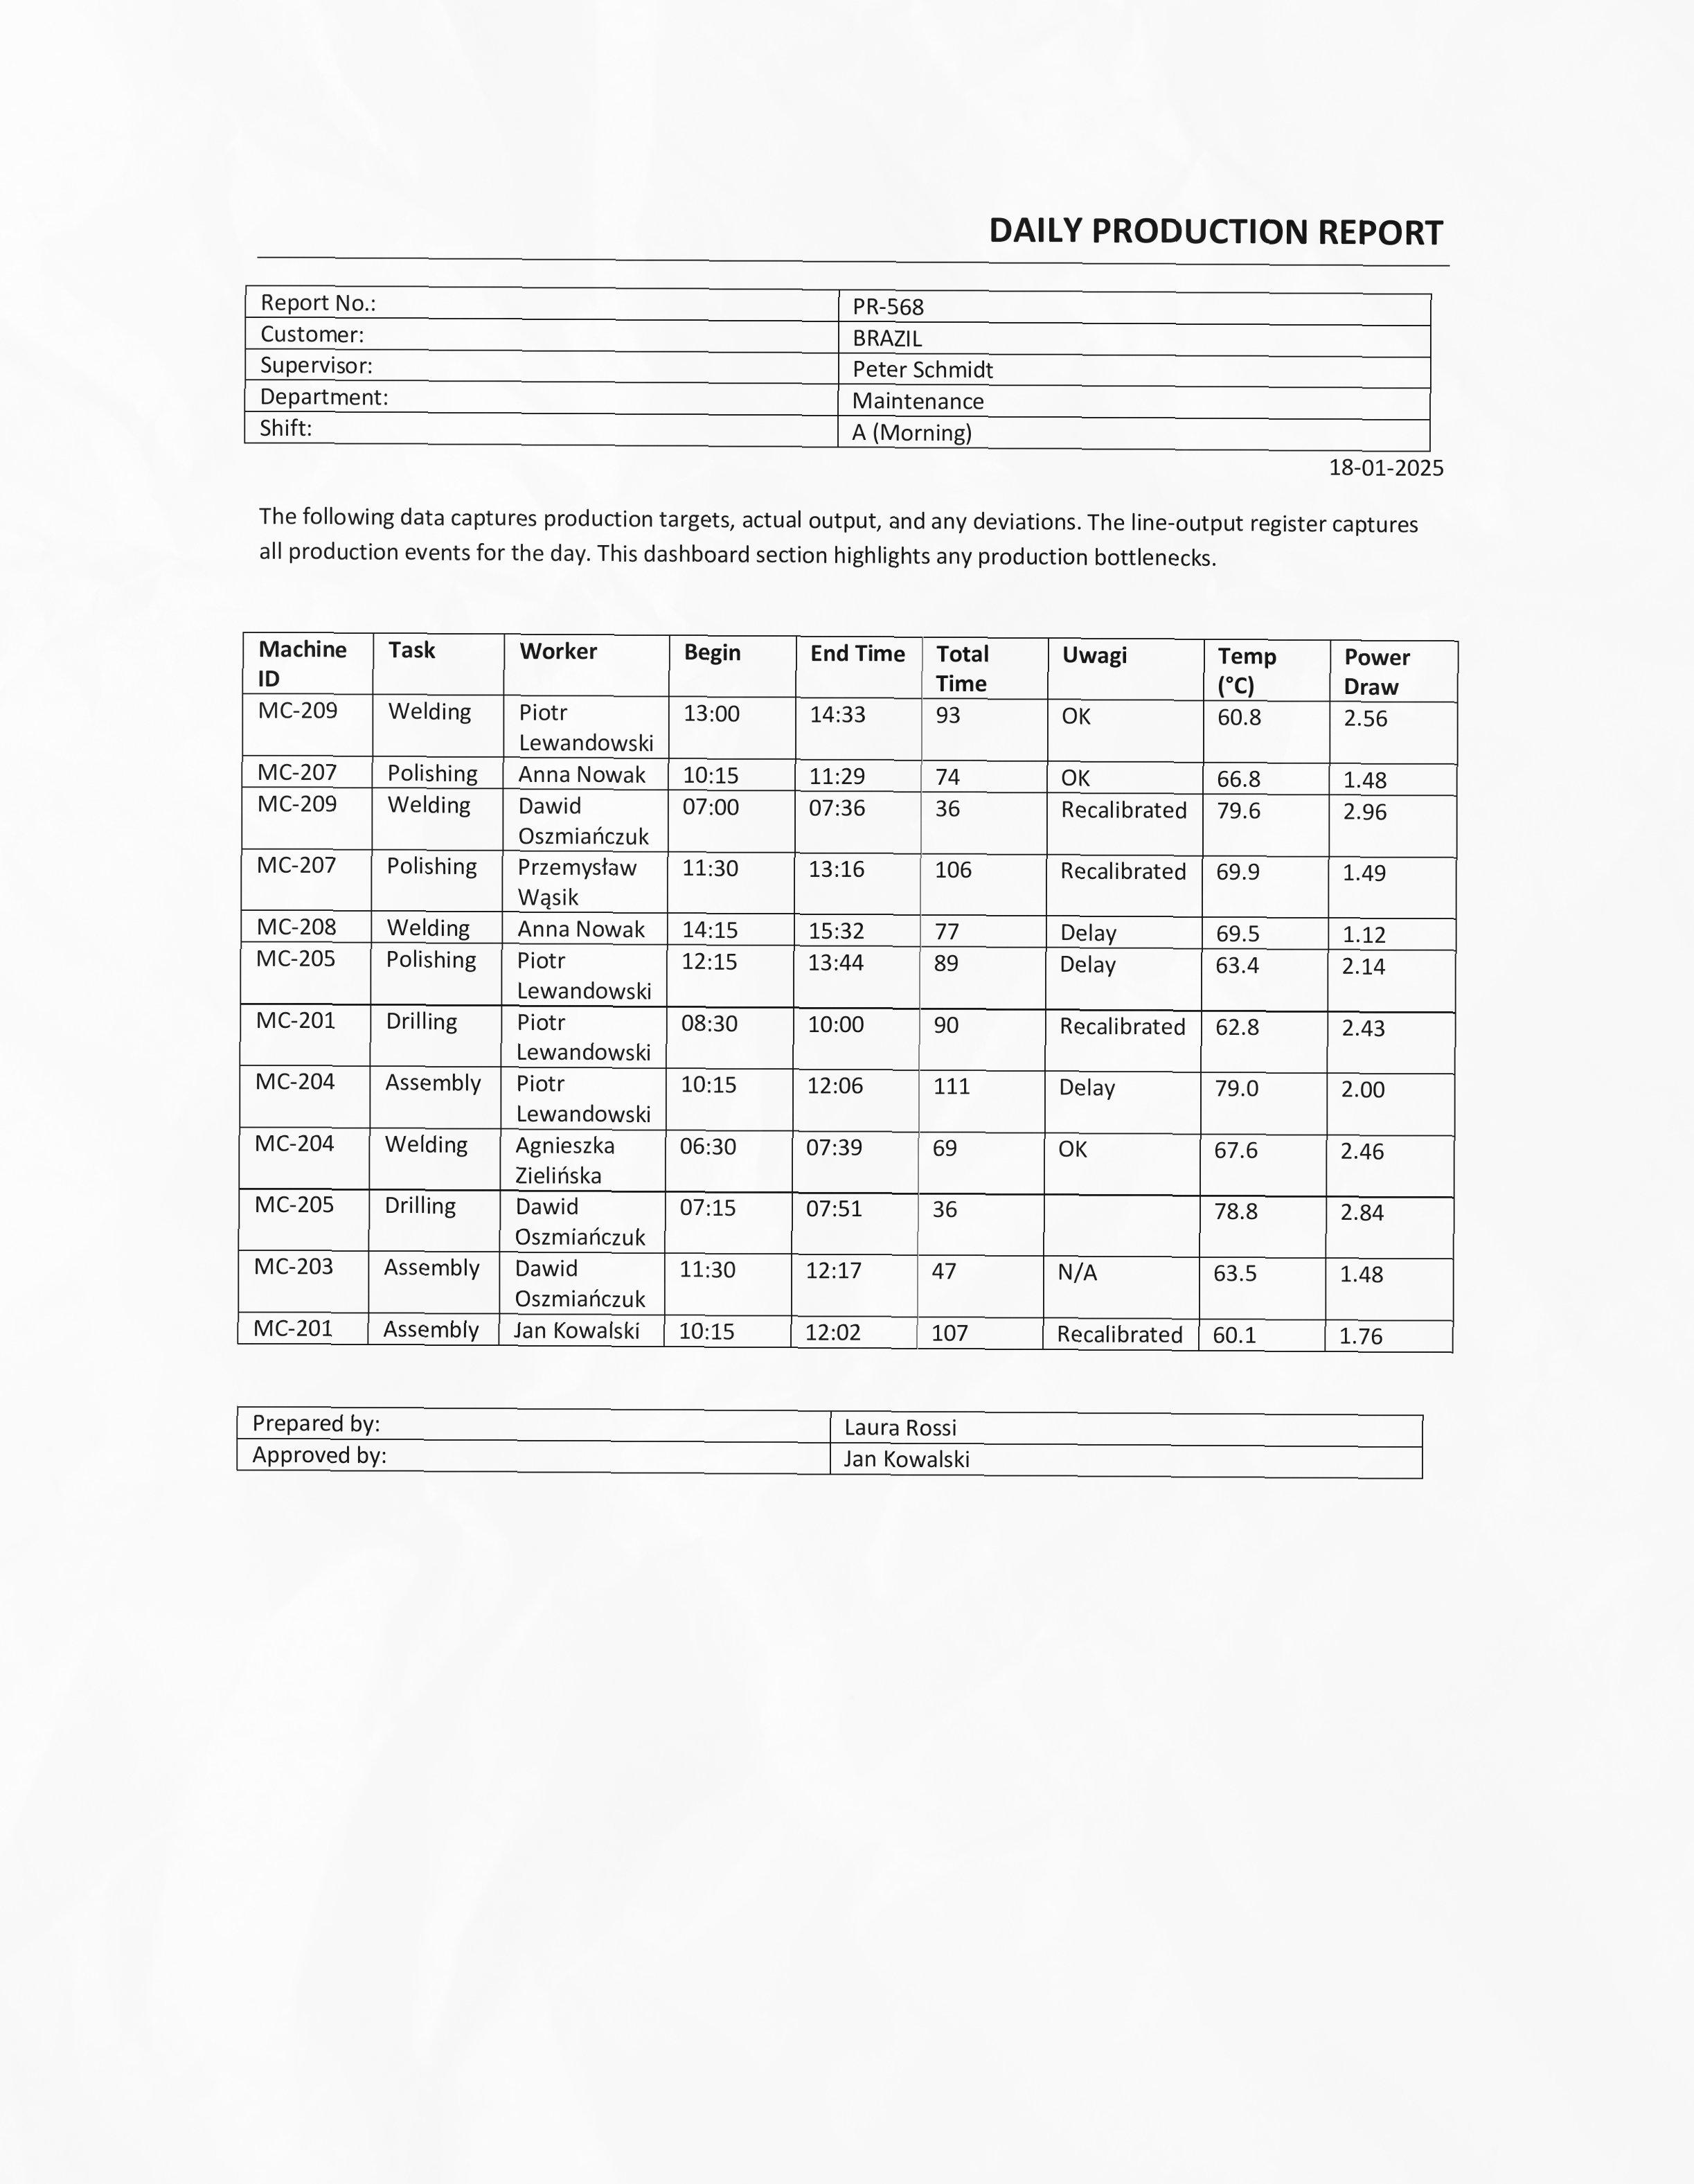 DAILY PRODUCTION REPORT
Report No.: PR-568
Customer: BRAZIL
Supervisor: Peter Schmidt
Department: Maintenance
Shift: A (Morning)
18-01-2025
The following data captures production targets, actual output, and any deviations. The line-output register captures
all production events for the day. This dashboard section highlights any production bottlenecks.
Machine ID Task Worker Begin End Time Total Time Uwagi Temp (°C) Power Draw
MC-209 Welding Piotr Lewandowski 13:00 14:33 93 OK 60.8 2.56
MC-207 Polishing Anna Nowak 10:15 11:29 74 OK 66.8 1.48
MC-209 Welding Dawid Oszmiańczuk 07:00 07:36 36 Recalibrated 79.6 2.96
MC-207 Polishing Przemysław Wąsik 11:30 13:16 106 Recalibrated 69.9 1.49
MC-208 Welding Anna Nowak 14:15 15:32 77 Delay 69.5 1.12
MC-205 Polishing Piotr Lewandowski 12:15 13:44 89 Delay 63.4 2.14
MC-201 Drilling Piotr Lewandowski 08:30 10:00 90 Recalibrated 62.8 2.43
MC-204 Assembly Piotr Lewandowski 10:15 12:06 111 Delay 79.0 2.00
MC-204 Welding Agnieszka Zielińska 06:30 07:39 69 OK 67.6 2.46
MC-205 Drilling Dawid Oszmiańczuk 07:15 07:51 36 78.8 2.84
MC-203 Assembly Dawid Oszmiańczuk 11:30 12:17 47 N/A 63.5 1.48
MC-201 Assembly Jan Kowalski 10:15 12:02 107 Recalibrated 60.1 1.76
Prepared by: Laura Rossi
Approved by: Jan Kowalski